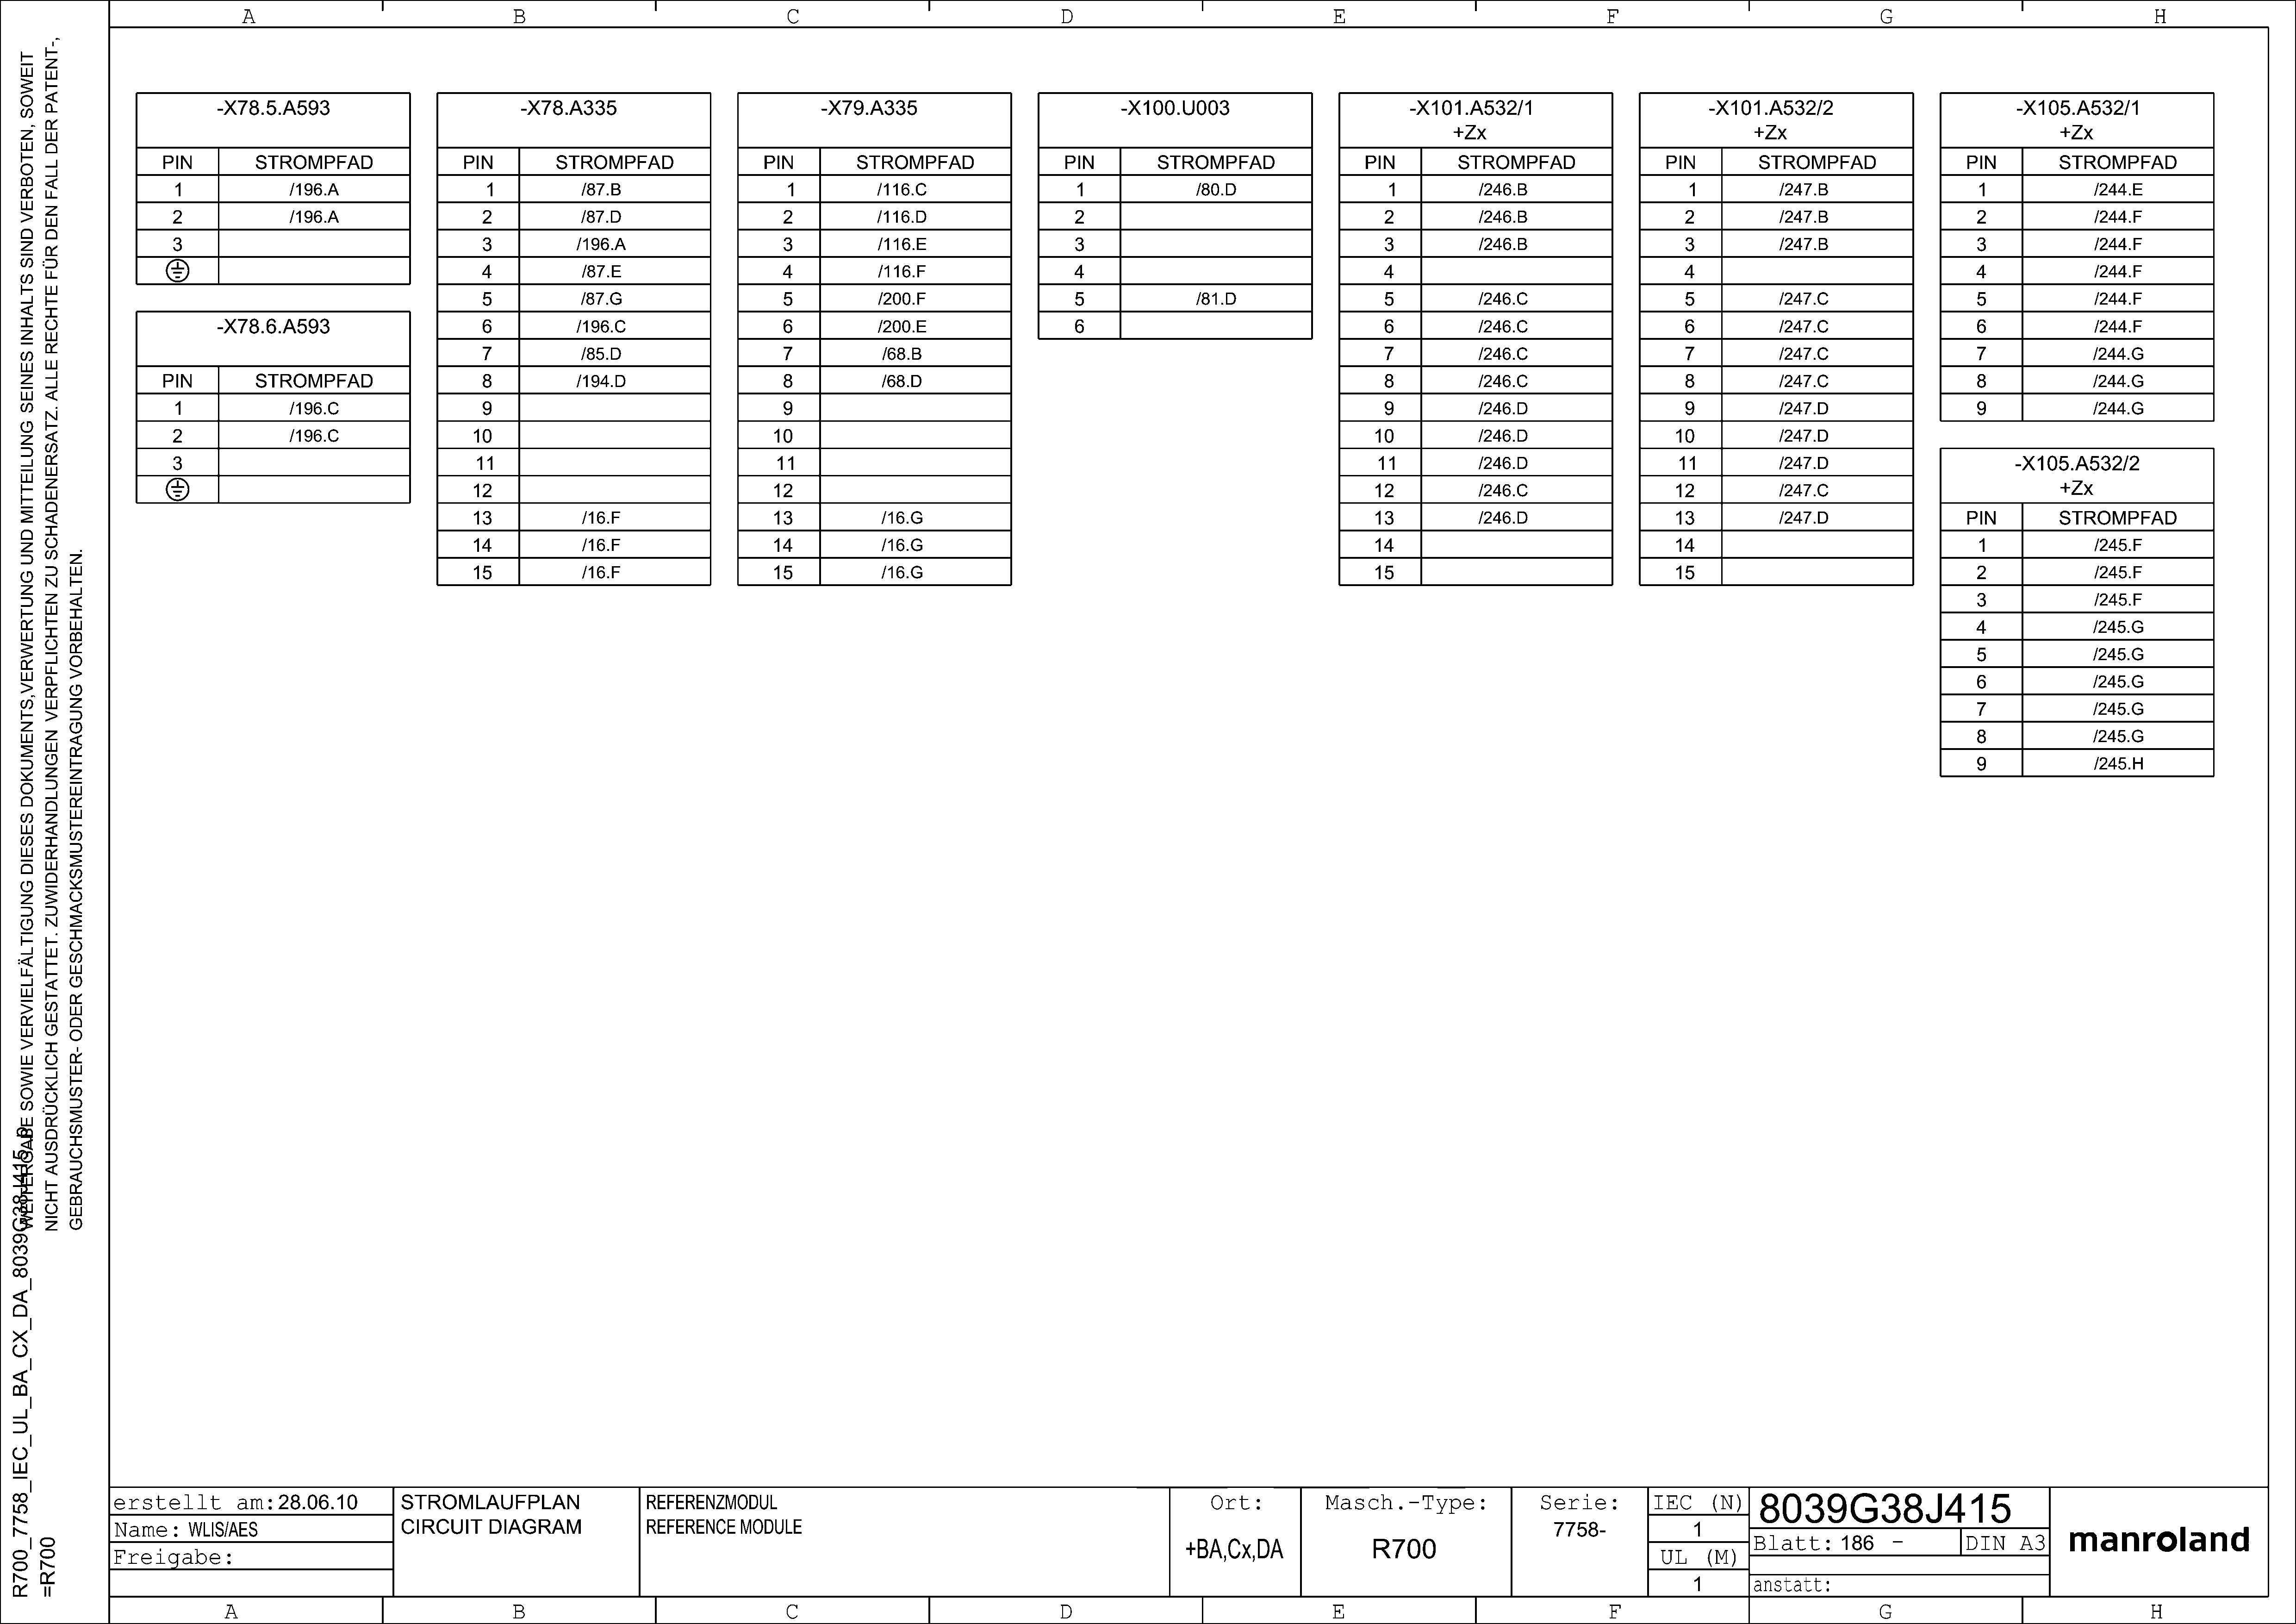 A B C D E F G H
-X78.5.A593
PIN STROMPFAD
1 /196.A
2 /196.A
3
-X78.6.A593
PIN STROMPFAD
1 /196.C
2 /196.C
3
-X78.A335
PIN STROMPFAD
1 /87.B
2 /87.D
3 /196.A
4 /87.E
5 /87.G
6 /196.C
7 /85.D
8 /194.D
9
10
11
12
13 /16.F
14 /16.F
15 /16.F
-X79.A335
PIN STROMPFAD
1 /116.C
2 /116.D
3 /116.E
4 /116.F
5 /200.F
6 /200.E
7 /68.B
8 /68.D
9
10
11
12
13 /16.G
14 /16.G
15 /16.G
-X100.U003
PIN STROMPFAD
1 /80.D
2
3
4
5 /81.D
6
-X101.A532/1
+Zx
PIN STROMPFAD
1 /246.B
2 /246.B
3 /246.B
4
5 /246.C
6 /246.C
7 /246.C
8 /246.C
9 /246.D
10 /246.D
11 /246.D
12 /246.C
13 /246.D
14
15
-X101.A532/2
+Zx
PIN STROMPFAD
1 /247.B
2 /247.B
3 /247.B
4
5 /247.C
6 /247.C
7 /247.C
8 /247.C
9 /247.D
10 /247.D
11 /247.D
12 /247.C
13 /247.D
14
15
-X105.A532/1
+Zx
PIN STROMPFAD
1 /244.E
2 /244.F
3 /244.F
4 /244.F
5 /244.F
6 /244.F
7 /244.G
8 /244.G
9 /244.G
-X105.A532/2
+Zx
PIN STROMPFAD
1 /245.F
2 /245.F
3 /245.F
4 /245.G
5 /245.G
6 /245.G
7 /245.G
8 /245.G
9 /245.H
WEITERGABE SOWIE VERVIELFÄLTIGUNG DIESES DOKUMENTS,VERWERTUNG UND MITTEILUNG SEINES INHALTS SIND VERBOTEN, SOWEIT
NICHT AUSDRÜCKLICH GESTATTET. ZUWIDERHANDLUNGEN VERPFLICHTEN ZU SCHADENERSATZ. ALLE RECHTE FÜR DEN FALL DER PATENT-,
GEBRAUCHSMUSTER- ODER GESCHMACKSMUSTEREINTRAGUNG VORBEHALTEN.
R700_7758_IEC_UL_BA_CX_DA_8039G38J415_p
=R700
erstellt am: 28.06.10
Name: WLIS/AES
Freigabe:
STROMLAUFPLAN
CIRCUIT DIAGRAM
REFERENZMODUL
REFERENCE MODULE
Ort:
+BA,Cx,DA
Masch.-Type:
R700
Serie:
7758-
IEC (N)
1
UL (M)
1
8039G38J415
Blatt: 186 -
DIN A3
anstatt:
manroland
A B C D E F G H